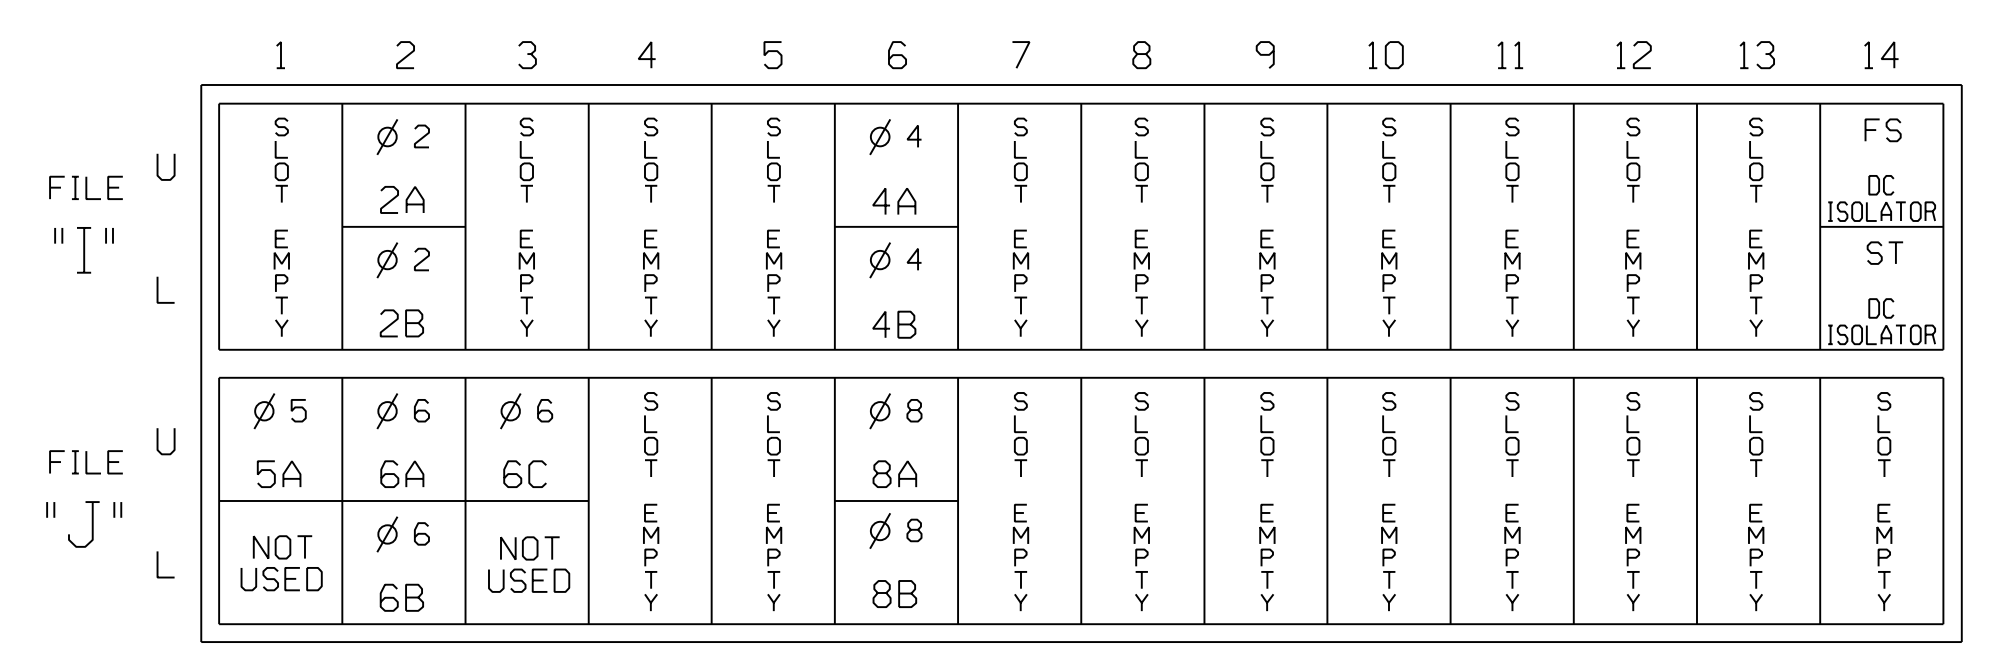 1 2 3 4 5 6 7 8 9 10 11 12 13 14
FILE "I"
U
L
SLOT EMPTY
Ø 2
2A
Ø 2
2B
SLOT EMPTY
SLOT EMPTY
SLOT EMPTY
Ø 4
4A
Ø 4
4B
SLOT EMPTY
SLOT EMPTY
SLOT EMPTY
SLOT EMPTY
SLOT EMPTY
SLOT EMPTY
SLOT EMPTY
FS
DC
ISOLATOR
ST
DC
ISOLATOR
FILE "J"
U
L
Ø 5
5A
NOT
USED
Ø 6
6A
Ø 6
6B
Ø 6
6C
NOT
USED
SLOT EMPTY
SLOT EMPTY
Ø 8
8A
Ø 8
8B
SLOT EMPTY
SLOT EMPTY
SLOT EMPTY
SLOT EMPTY
SLOT EMPTY
SLOT EMPTY
SLOT EMPTY
SLOT EMPTY